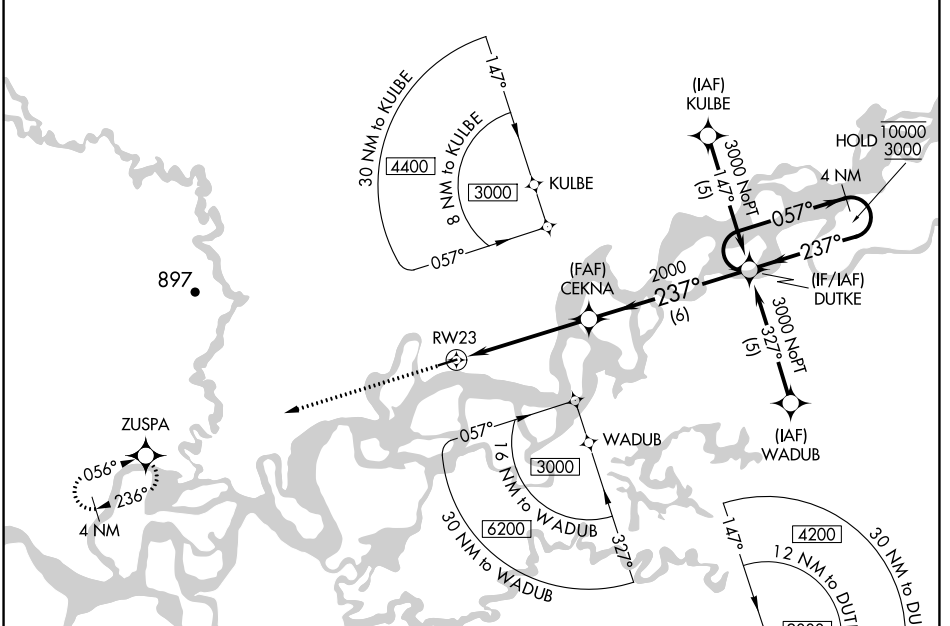 147°
30 NM to KULBE
4400
8 NM to KULBE
3000
KULBE
057°
(IAF)
KULBE
3000 NoPT
147°
(5)
HOLD
10000
3000
4 NM
057°
237°
(IF/IAF)
DUTKE
2000
237°
(6)
(FAF)
CEKNA
897
RW23
3000 NoPT
327°
(5)
(IAF)
WADUB
ZUSPA
056°
236°
4 NM
057°
WADUB
3000
16 NM to WADUB
6200
30 NM to WADUB
327°
147°
4200
12 NM to DUT
30 NM to DU